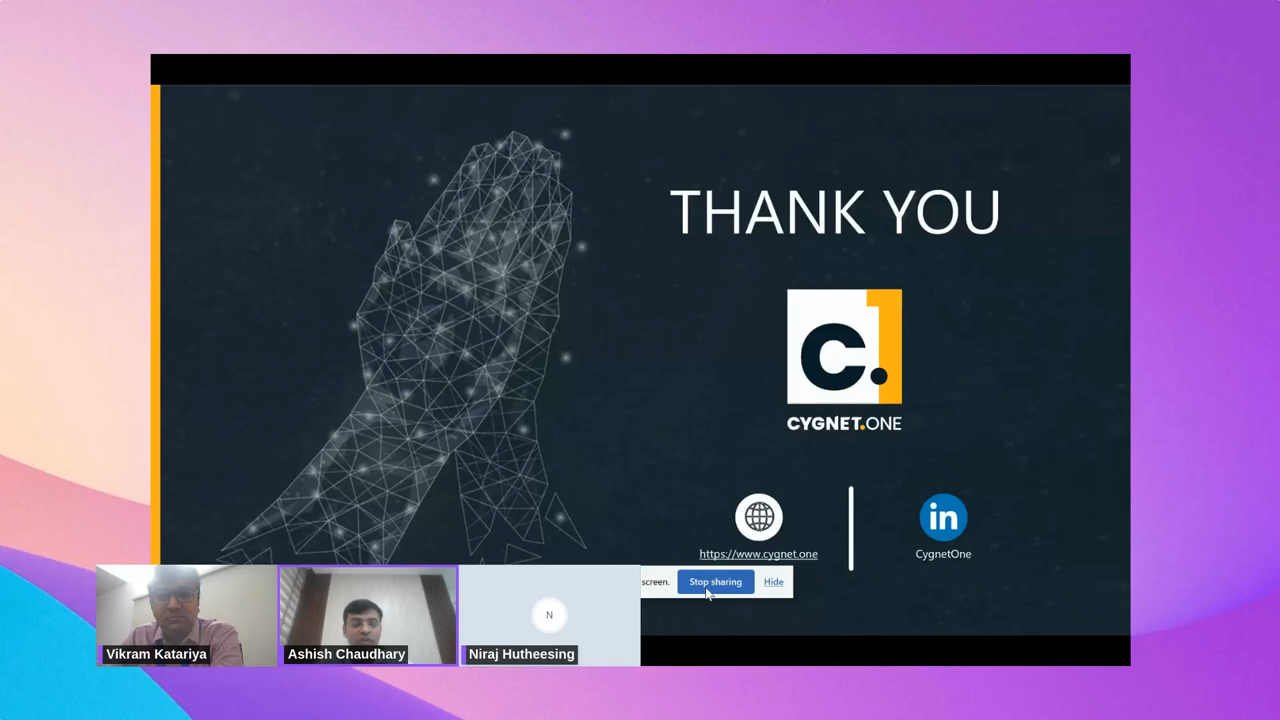 THANK YOU
C.
CYGNET.ONE
in
https://www.cygnet.one
CygnetOne
screen.
Stop sharing
Hide
N
Vikram Katariya
Ashish Chaudhary
Niraj Hutheesing